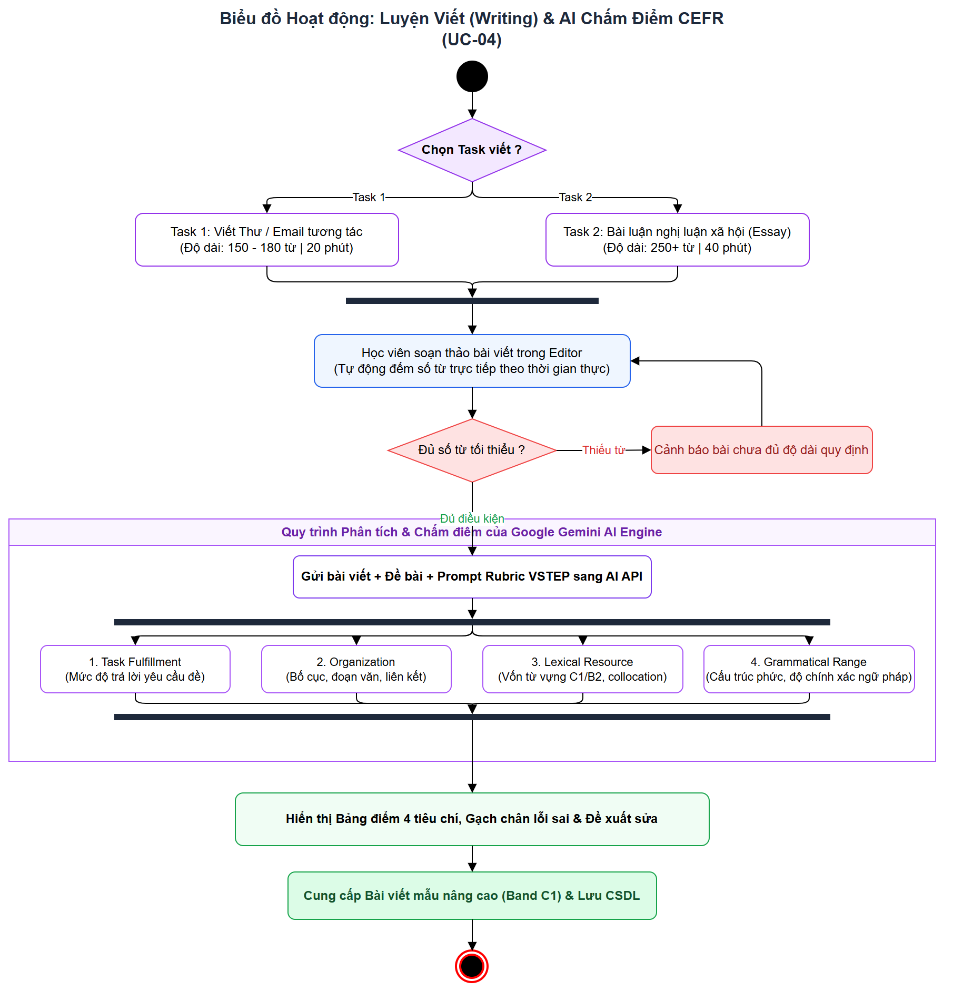 Biểu đồ Hoạt động: Luyện Viết (Writing) & AI Chấm Điểm CEFR
(UC-04)
Chọn Task viết ?
Task 1
Task 2
Task 1: Viết Thư / Email tương tác
(Độ dài: 150 - 180 từ | 20 phút)
Task 2: Bài luận nghị luận xã hội (Essay)
(Độ dài: 250+ từ | 40 phút)
Học viên soạn thảo bài viết trong Editor
(Tự động đếm số từ trực tiếp theo thời gian thực)
Đủ số từ tối thiểu ?
Thiếu từ
Cảnh báo bài chưa đủ độ dài quy định
Đủ điều kiện
Quy trình Phân tích & Chấm điểm của Google Gemini AI Engine
Gửi bài viết + Đề bài + Prompt Rubric VSTEP sang AI API
1. Task Fulfillment
(Mức độ trả lời yêu cầu đề)
2. Organization
(Bố cục, đoạn văn, liên kết)
3. Lexical Resource
(Vốn từ vựng C1/B2, collocation)
4. Grammatical Range
(Cấu trúc phức, độ chính xác ngữ pháp)
Hiển thị Bảng điểm 4 tiêu chí, Gạch chân lỗi sai & Đề xuất sửa
Cung cấp Bài viết mẫu nâng cao (Band C1) & Lưu CSDL